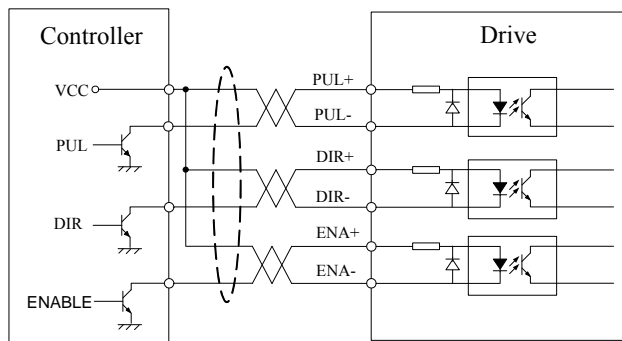 Controller
Drive
VCC
PUL+
PUL-
PUL
DIR+
DIR-
DIR
ENA+
ENA-
ENABLE